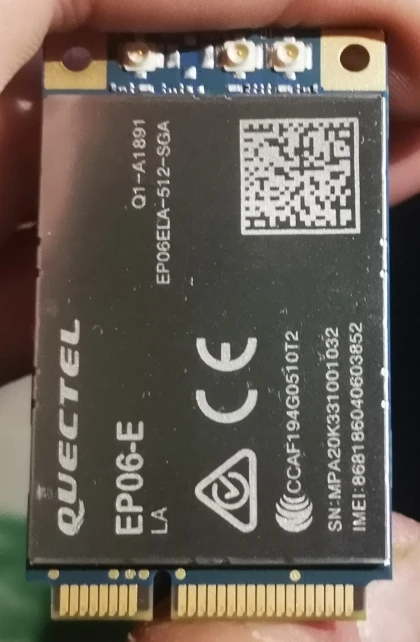 QUECTEL
EP06-E
LA
Q1-A1891
EP06ELA-512-SGA
CE
CCAF194G0510T2
SN:MPA20K331001032
IMEI:868186040603852